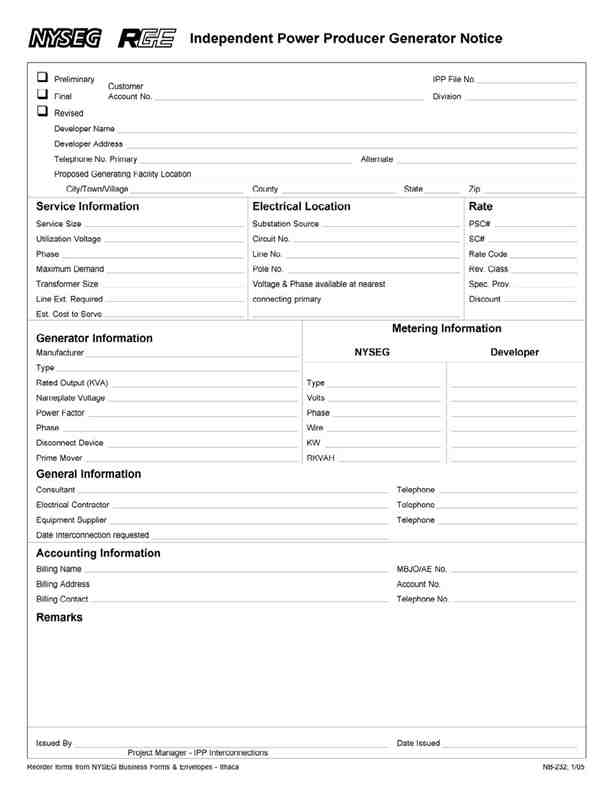 NYSEG RGE Independent Power Producer Generator Notice
Preliminary IPP File No.
Customer
Final Account No. Division
Revised
Developer Name
Developer Address
Telephone No. Primary Alternate
Proposed Generating Facility Location
City/Town/Village County State Zip
Service Information Electrical Location Rate
Service Size Substation Source PSC#
Utilization Voltage Circuit No. SC#
Phase Line No. Rate Code
Maximum Demand Pole No. Rev. Class
Transformer Size Voltage & Phase available at nearest Spec. Prov.
Line Ext. Required connecting primary Discount
Est. Cost to Serve
Metering Information
Generator Information
Manufacturer NYSEG Developer
Type
Rated Output (KVA) Type
Nameplate Voltage Volts
Power Factor Phase
Phase Wire
Disconnect Device KW
Prime Mover RKVAH
General Information
Consultant Telephone
Electrical Contractor Telephone
Equipment Supplier Telephone
Date Interconnection requested
Accounting Information
Billing Name MBJO/AE No.
Billing Address Account No.
Billing Contact Telephone No.
Remarks
Issued By Date Issued
Project Manager - IPP Interconnections
Reorder forms from NYSEG Business Forms & Envelopes - Ithaca NB-232, 1/05